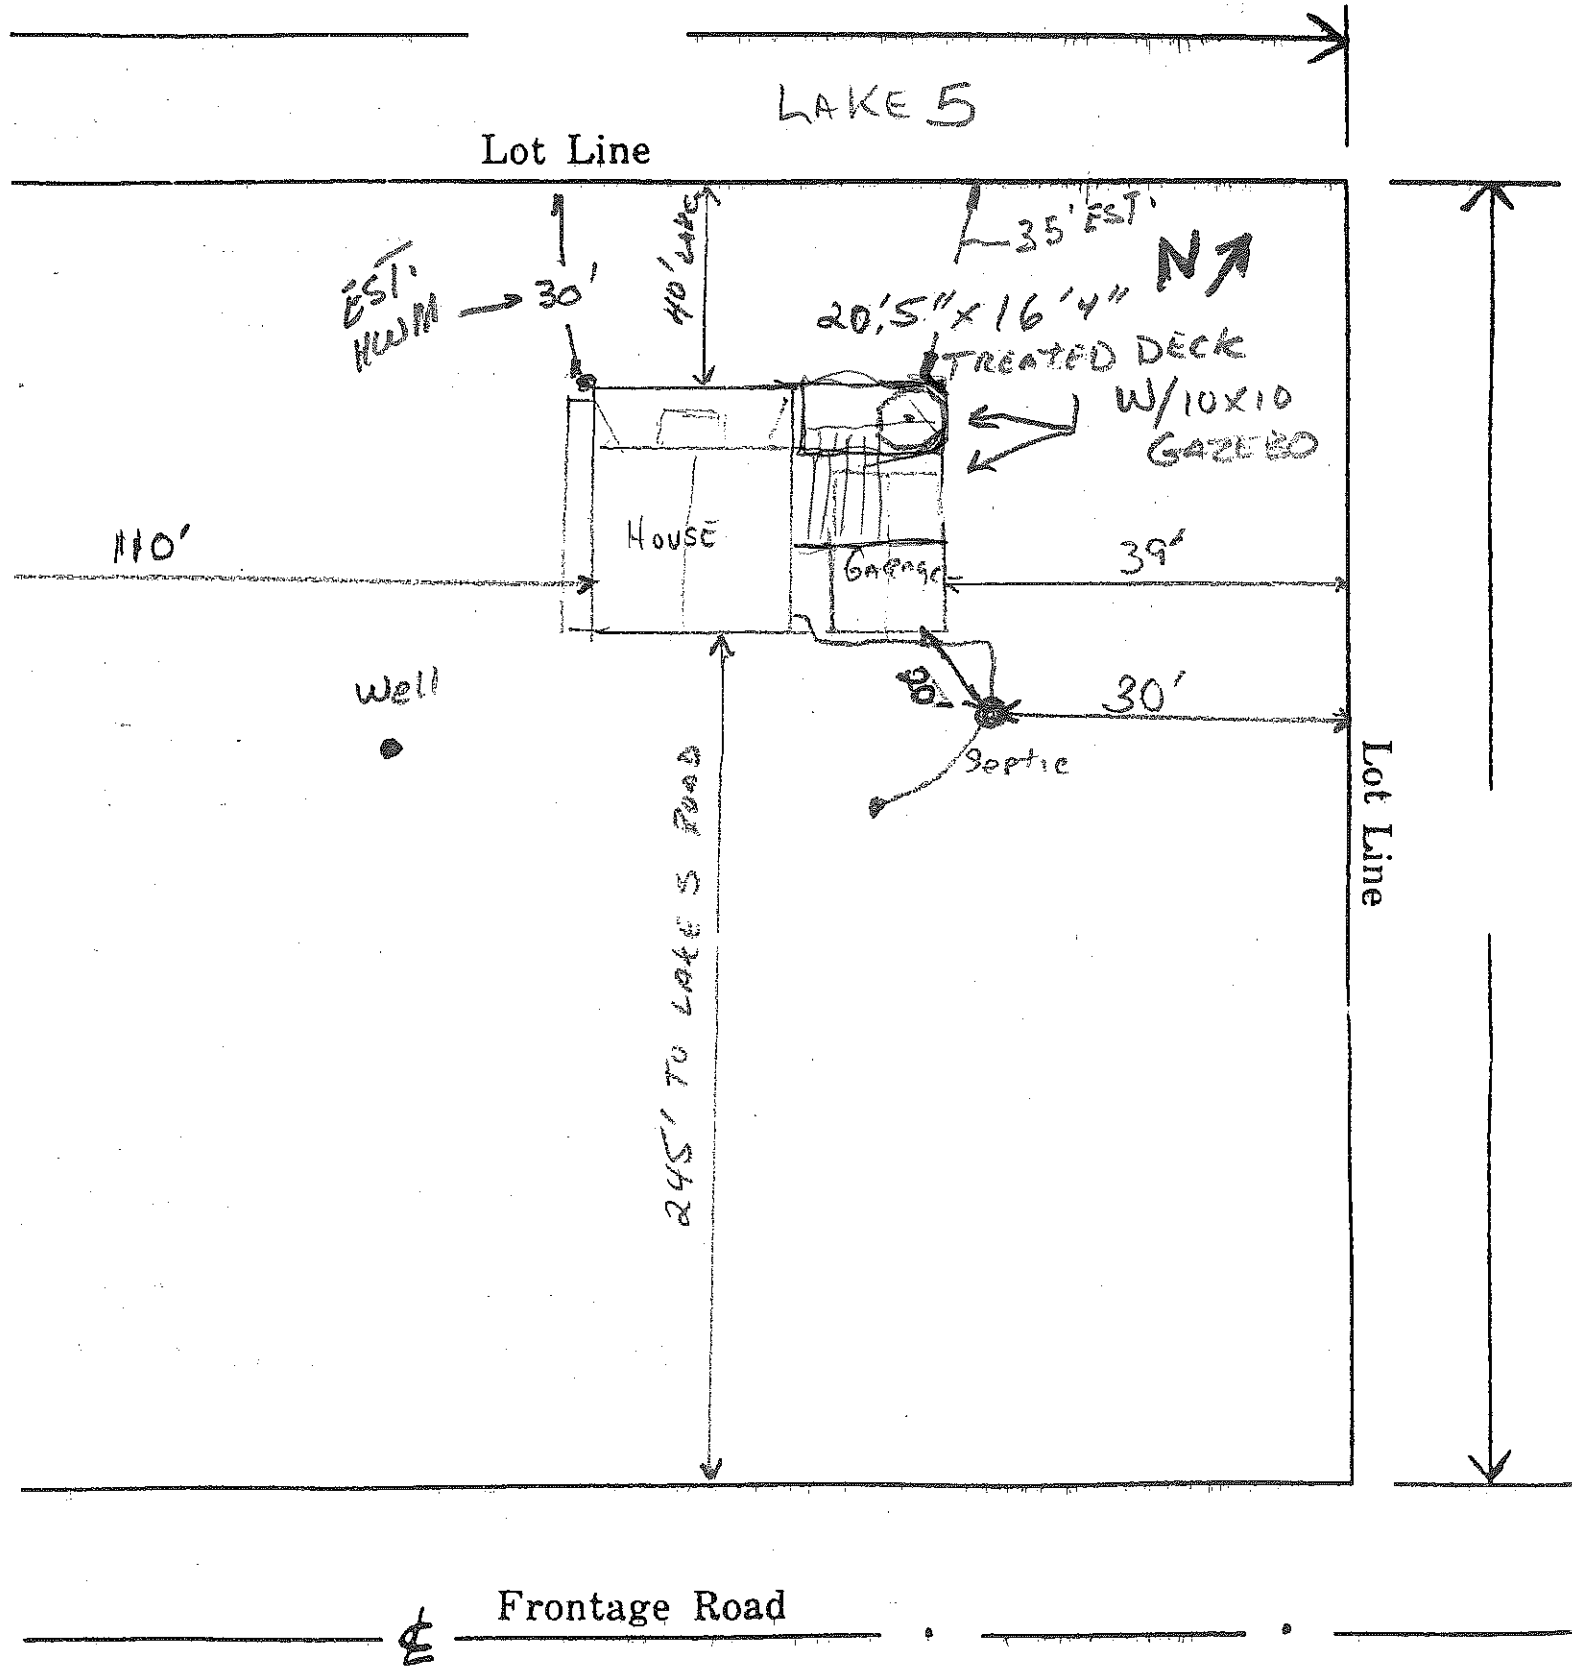 LAKE 5
Lot Line
40' LAKE
35' EST.
EST.
HWM
30'
N
20'.5" x 16'4"
TREATED DECK
W/10x10
GAZEBO
110'
HOUSE
GARAGE
39'
Well
30'
Septic
Lot Line
245' TO LAKE 5 ROAD
Frontage Road